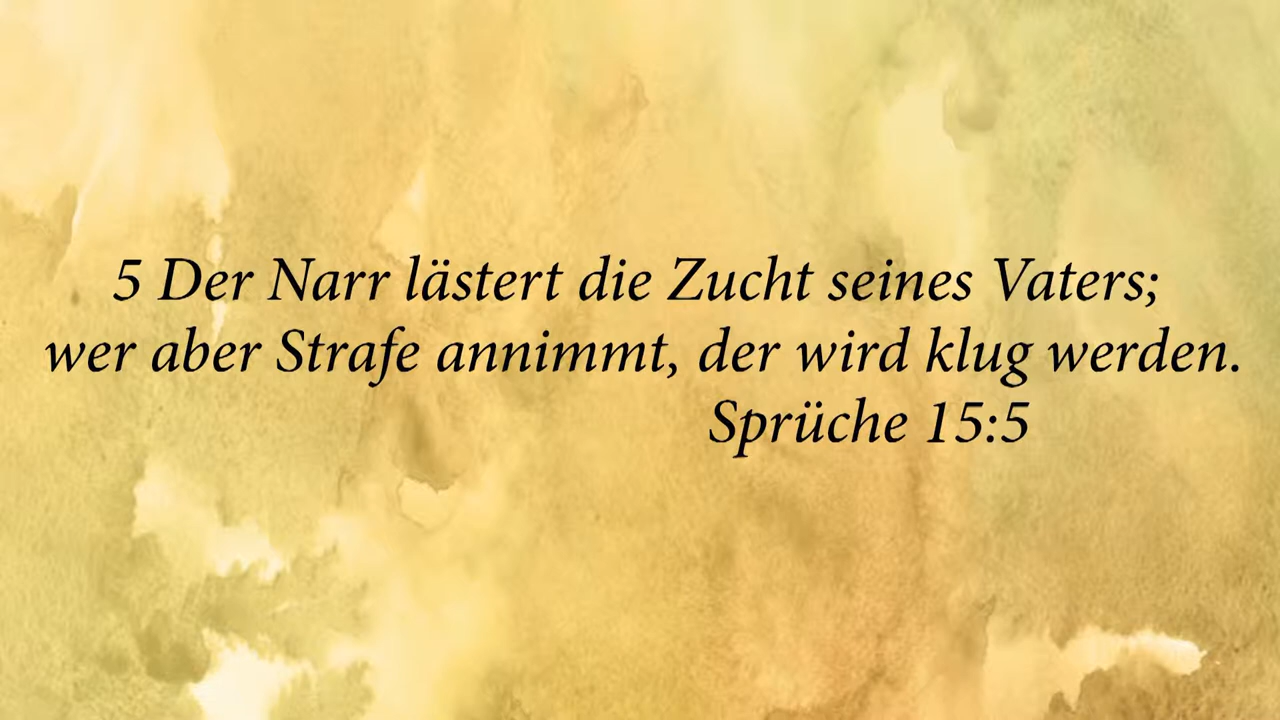 5 Der Narr lästert die Zucht seines Vaters;
wer aber Strafe annimmt, der wird klug werden.
Sprüche 15:5